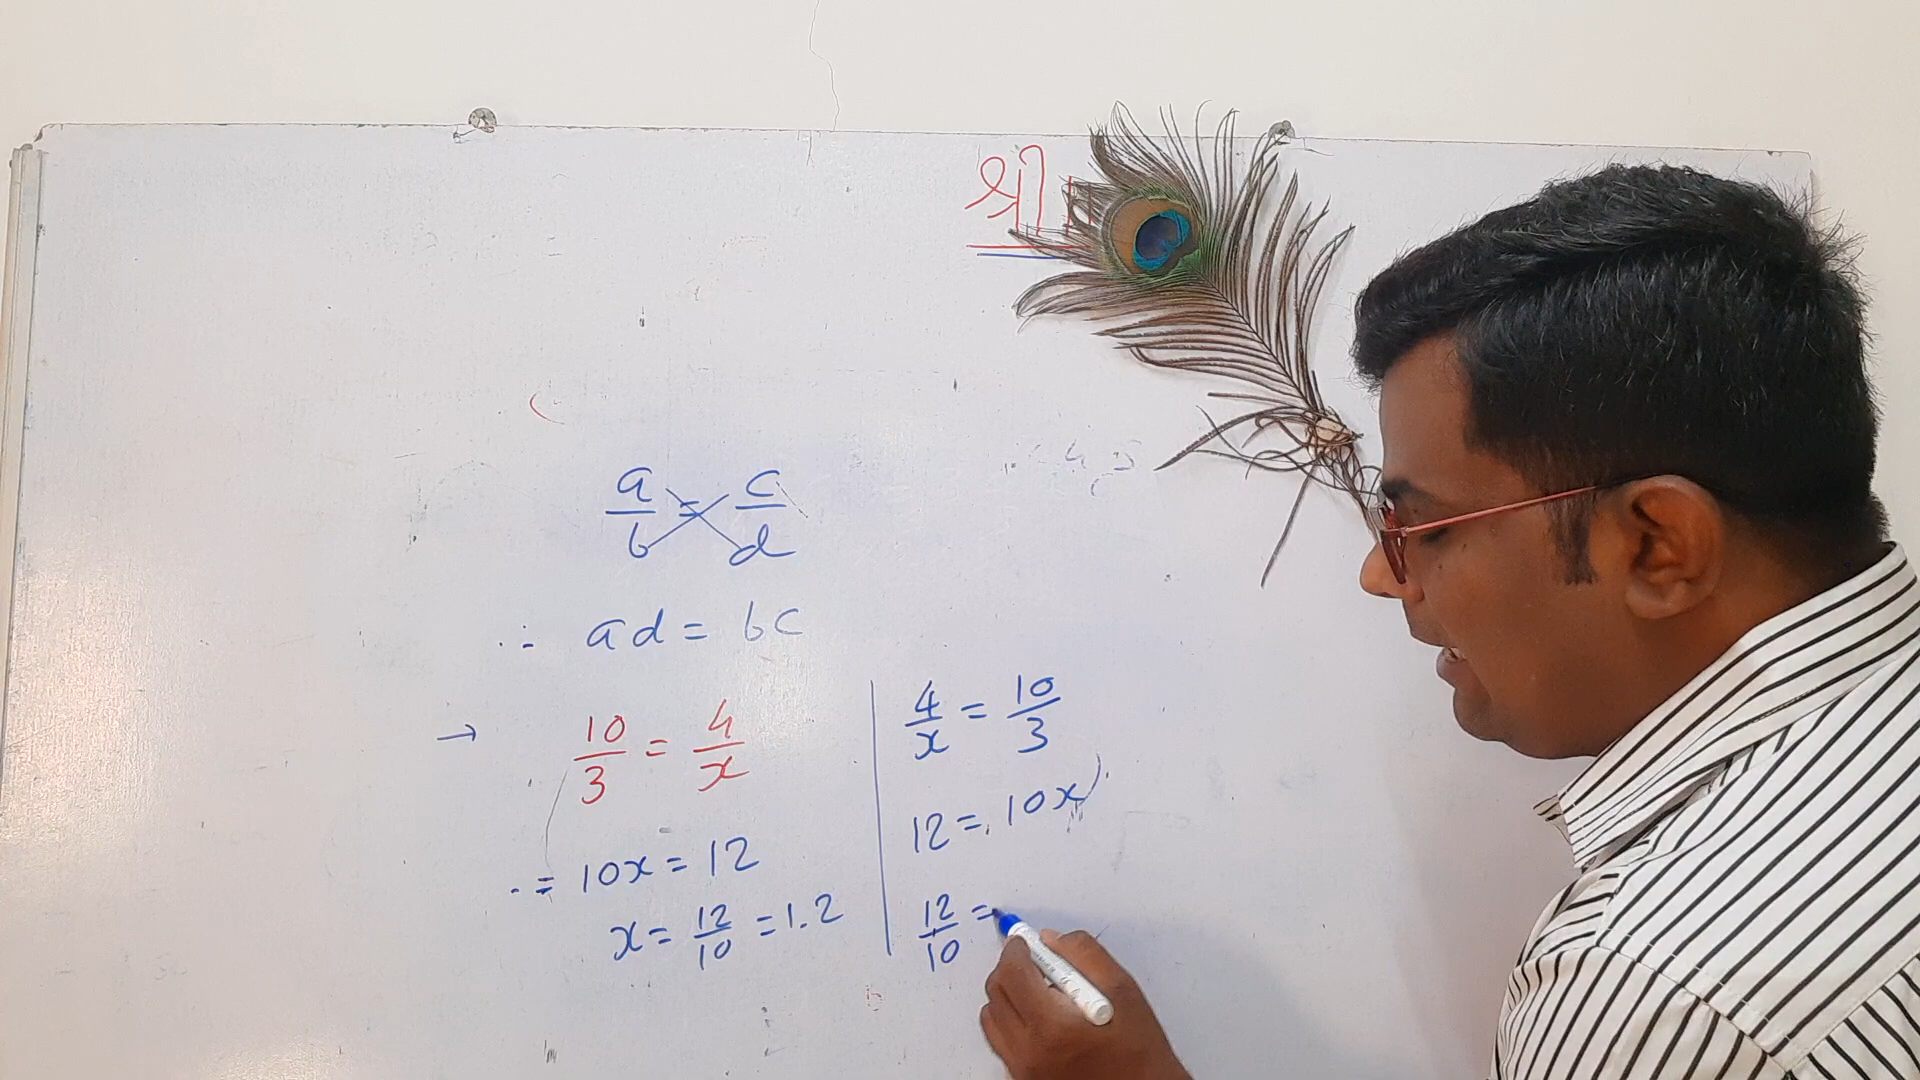 श्री
a/b = c/d
∴ ad = bc
→ 10/3 = 4/x
∴ 10x = 12
x = 12/10 = 1.2
4/x = 10/3
12 = 10x
12/10 =